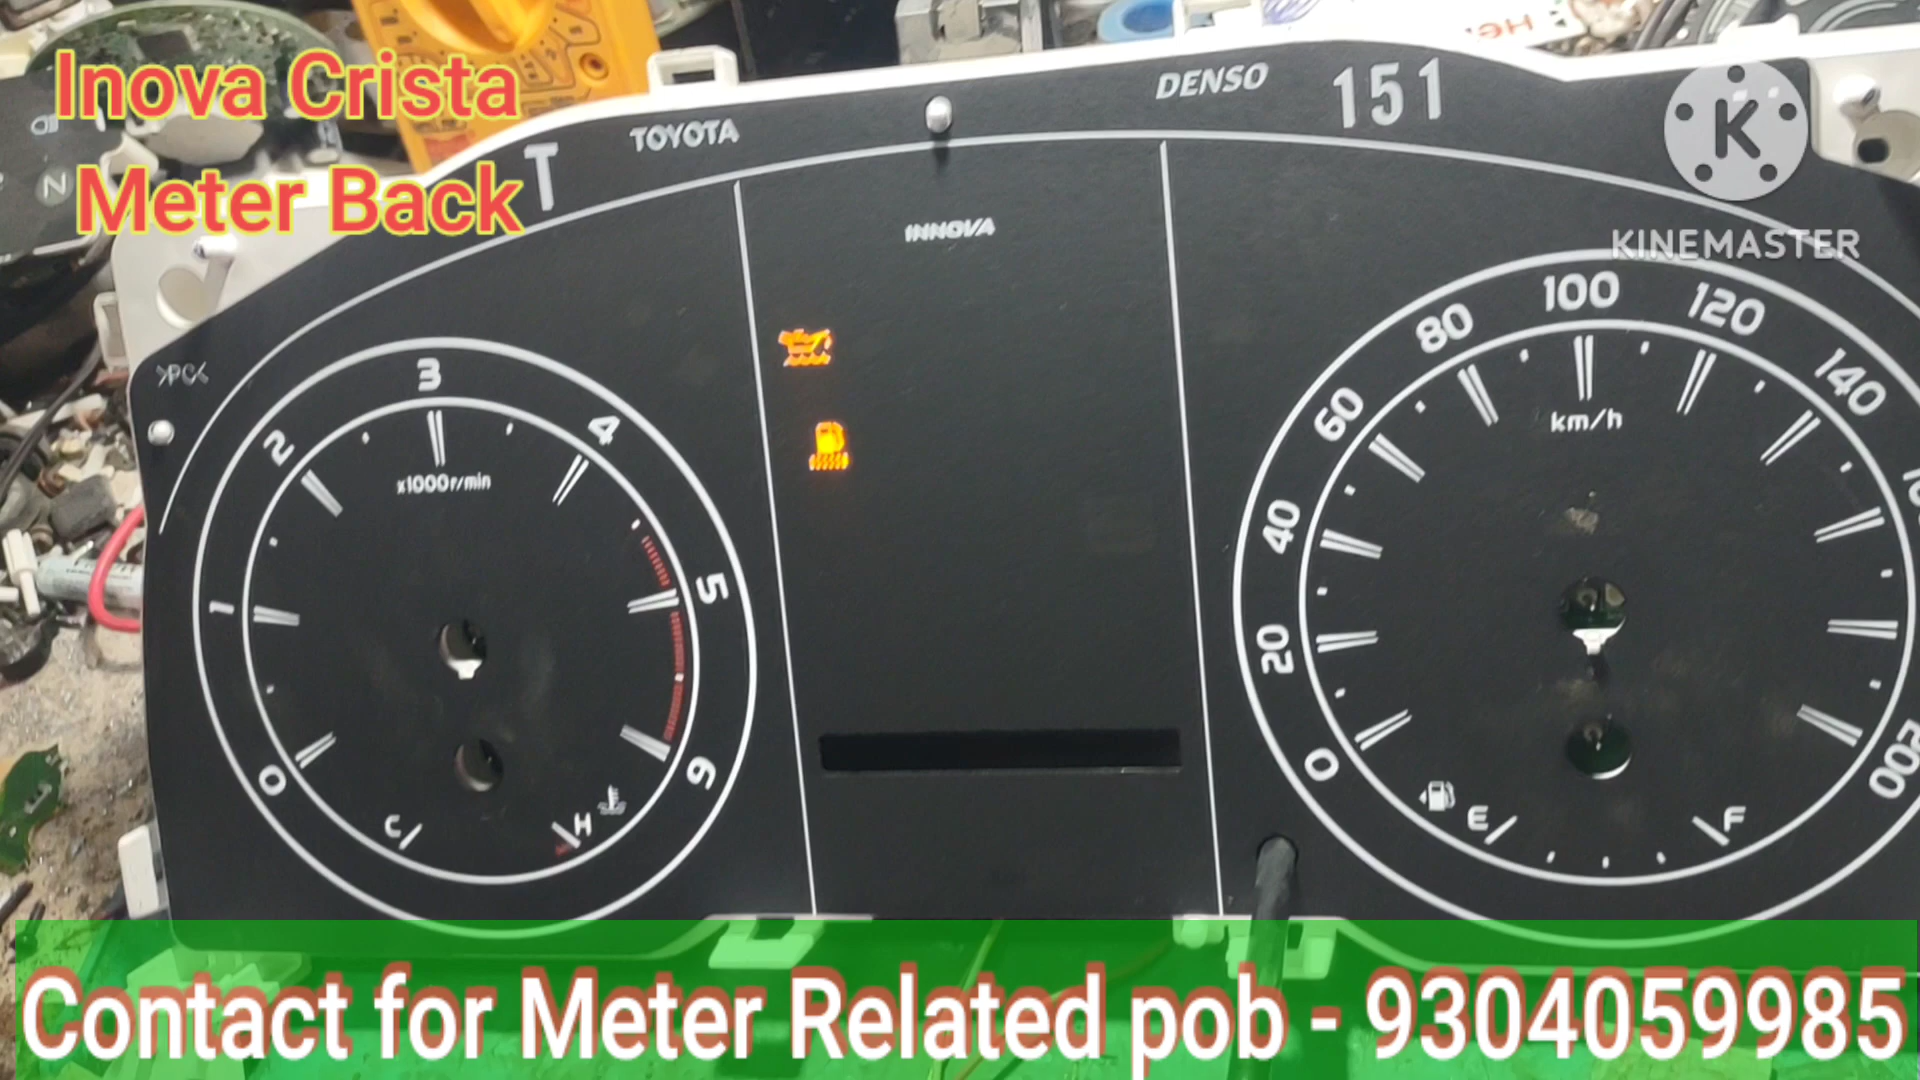 Inova Crista
Meter Back
T
TOYOTA
DENSO
151
K
KINEMASTER
INNOVA
>PC<
N
0
1
2
3
4
5
6
x1000r/min
C
H
0
20
40
60
80
100
120
140
200
km/h
E
F
Contact for Meter Related pob - 9304059985